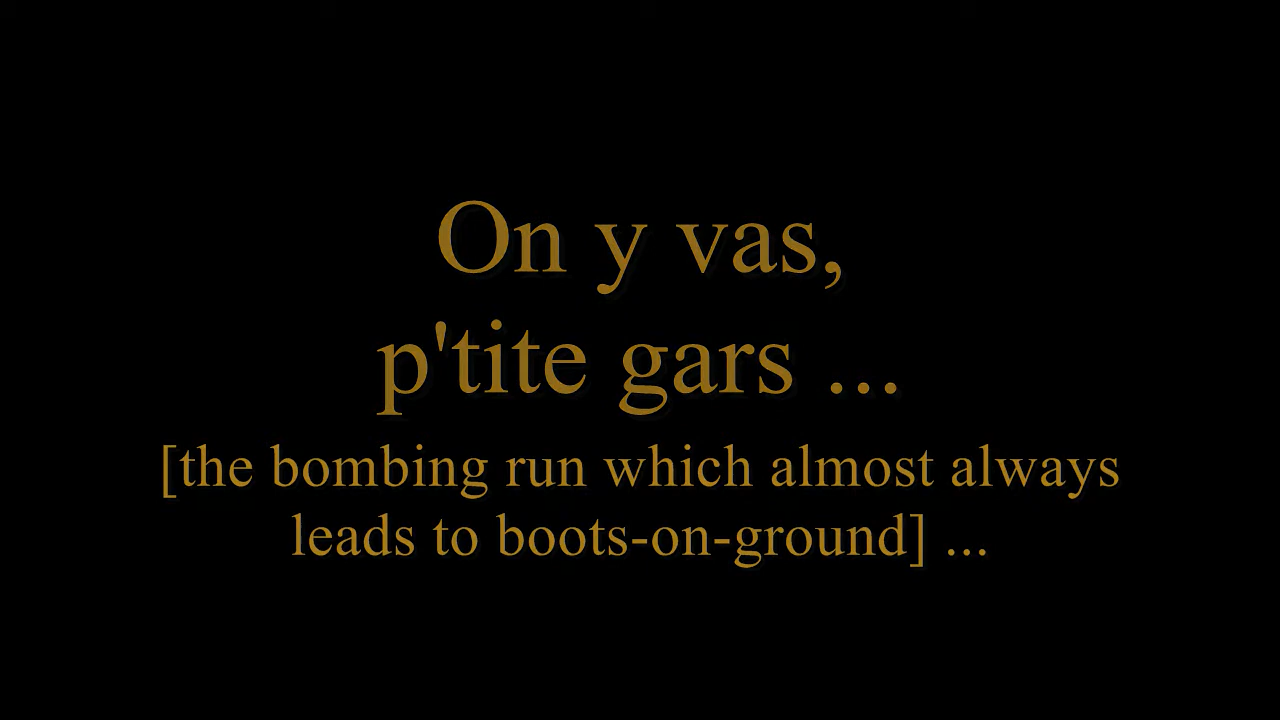 On y vas,
p'tite gars ...
[the bombing run which almost always
leads to boots-on-ground] ...